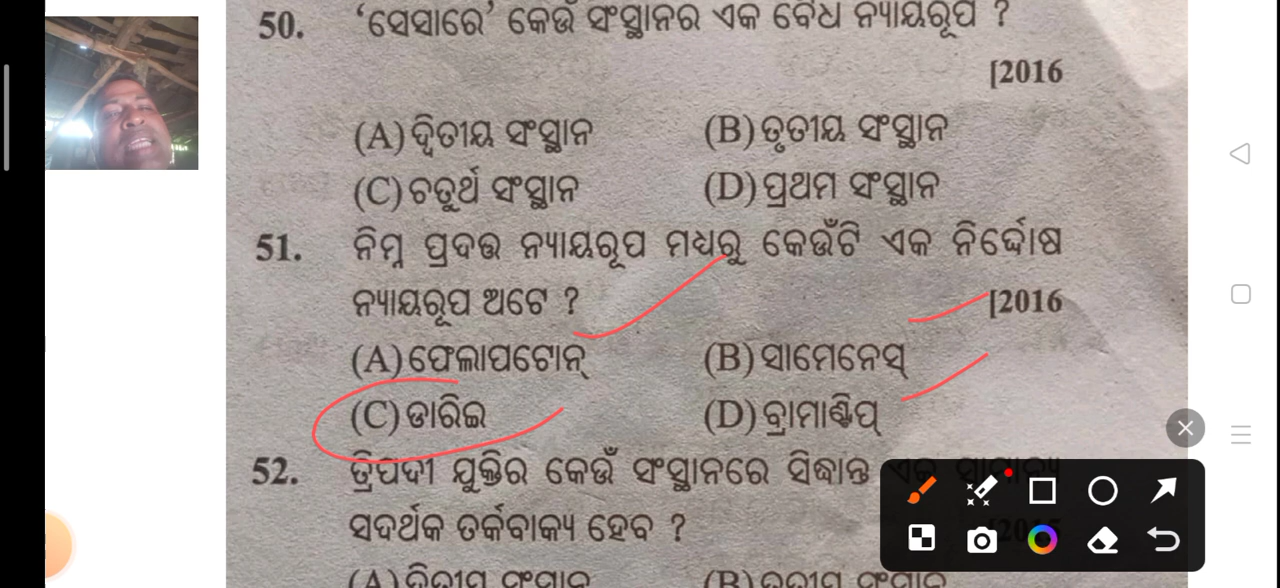 50. ‘ସେସାରେ’ କେଉଁ ସଂସ୍ଥାନର ଏକ ବୈଧ ନ୍ୟାୟରୂପ ?
[2016
(A) ଦ୍ୱିତୀୟ ସଂସ୍ଥାନ (B) ତୃତୀୟ ସଂସ୍ଥାନ
(C) ଚତୁର୍ଥ ସଂସ୍ଥାନ (D) ପ୍ରଥମ ସଂସ୍ଥାନ
51. ନିମ୍ନ ପ୍ରଦତ୍ତ ନ୍ୟାୟରୂପ ମଧ୍ୟରୁ କେଉଁଟି ଏକ ନିର୍ଦ୍ଦୋଷ
ନ୍ୟାୟରୂପ ଅଟେ ? [2016
(A) ଫେଲାପଟୋନ୍ (B) ସାମେନେସ୍
(C) ଡାରିଇ (D) ବ୍ରାମାଣ୍ଟିପ୍
52. ତ୍ରିପଦୀ ଯୁକ୍ତିର କେଉଁ ସଂସ୍ଥାନରେ ସିଦ୍ଧାନ୍ତ
ସଦର୍ଥକ ତର୍କବାକ୍ୟ ହେବ ?
(A) ଦ୍ୱିତୀୟ ସଂସ୍ଥାନ (B) ତୃତୀୟ ସଂସ୍ଥାନ